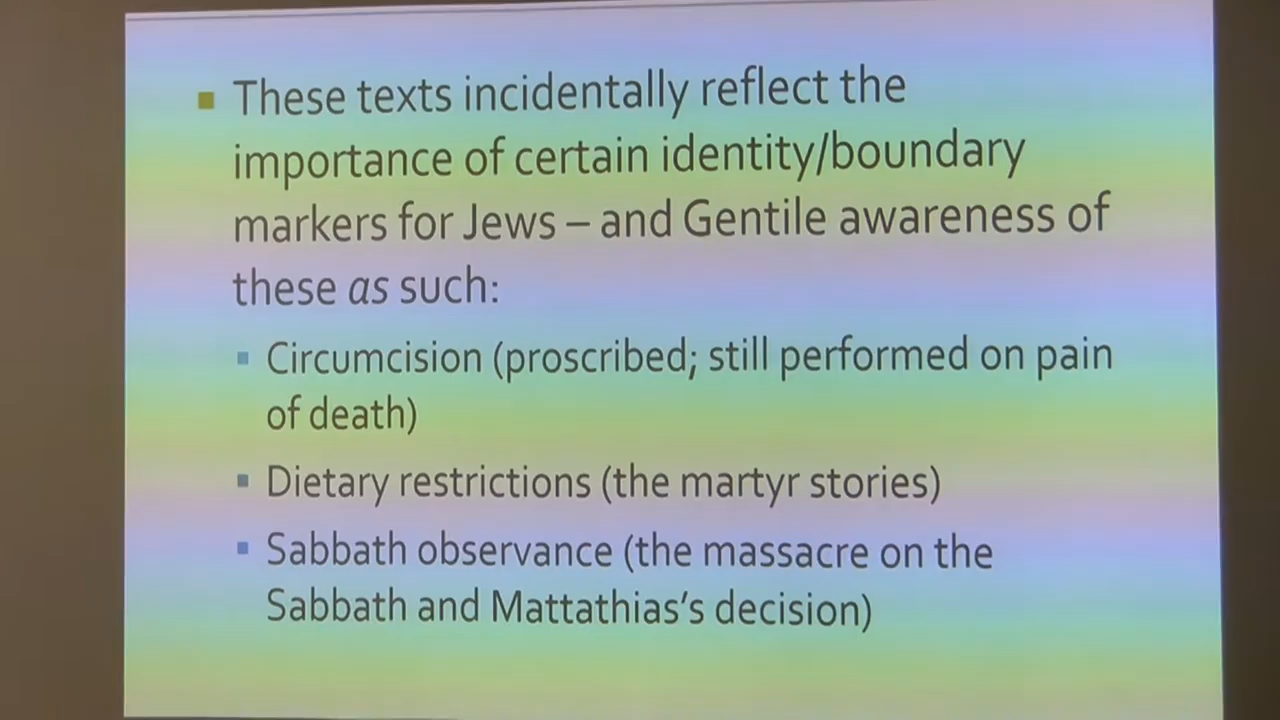 These texts incidentally reflect the
importance of certain identity/boundary
markers for Jews – and Gentile awareness of
these as such:
Circumcision (proscribed; still performed on pain
of death)
Dietary restrictions (the martyr stories)
Sabbath observance (the massacre on the
Sabbath and Mattathias's decision)